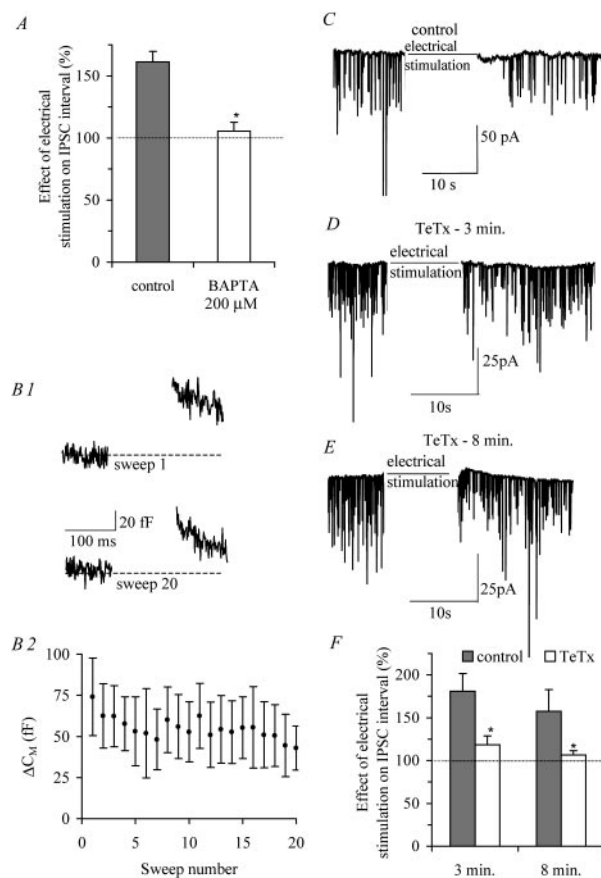 A
Effect of electrical
stimulation on IPSC interval (%)
150
100
50
0
*
control
BAPTA
200 µM
B1
sweep 1
20 fF
100 ms
sweep 20
B2
ΔC_M (fF)
100
75
50
25
0
0
5
10
15
20
Sweep number
C
control
electrical
stimulation
50 pA
10 s
D
TeTx - 3 min.
electrical
stimulation
25pA
10s
E
TeTx - 8 min.
electrical
stimulation
25pA
10s
F
control
TeTx
Effect of electrical
stimulation on IPSC interval (%)
200
150
100
50
0
*
*
3 min.
8 min.